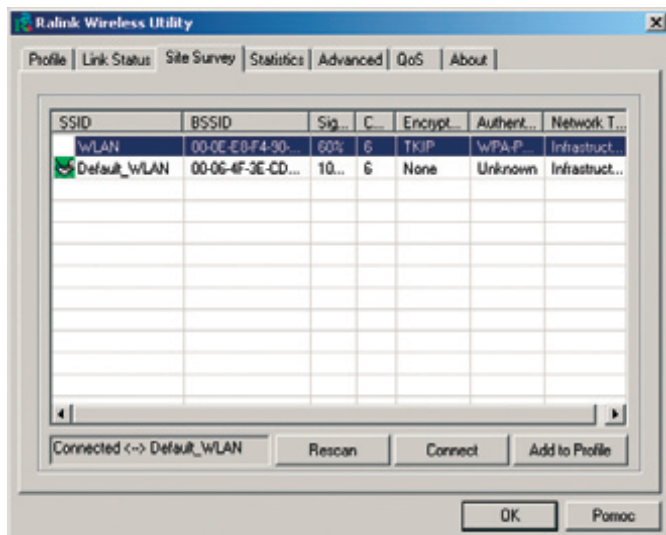 Ralink Wireless Utility
Profile Link Status Site Survey Statistics Advanced QoS About
SSID BSSID Sig... C... Encrypt... Authent... Network T...
WLAN 00-0E-E8-F4-90-... 60% 6 TKIP WPA-P... Infrastruct...
Default_WLAN 00-06-4F-3E-CD... 10... 6 None Unknown Infrastruct...
Connected <--> Default_WLAN Rescan Connect Add to Profile
OK Pomoc